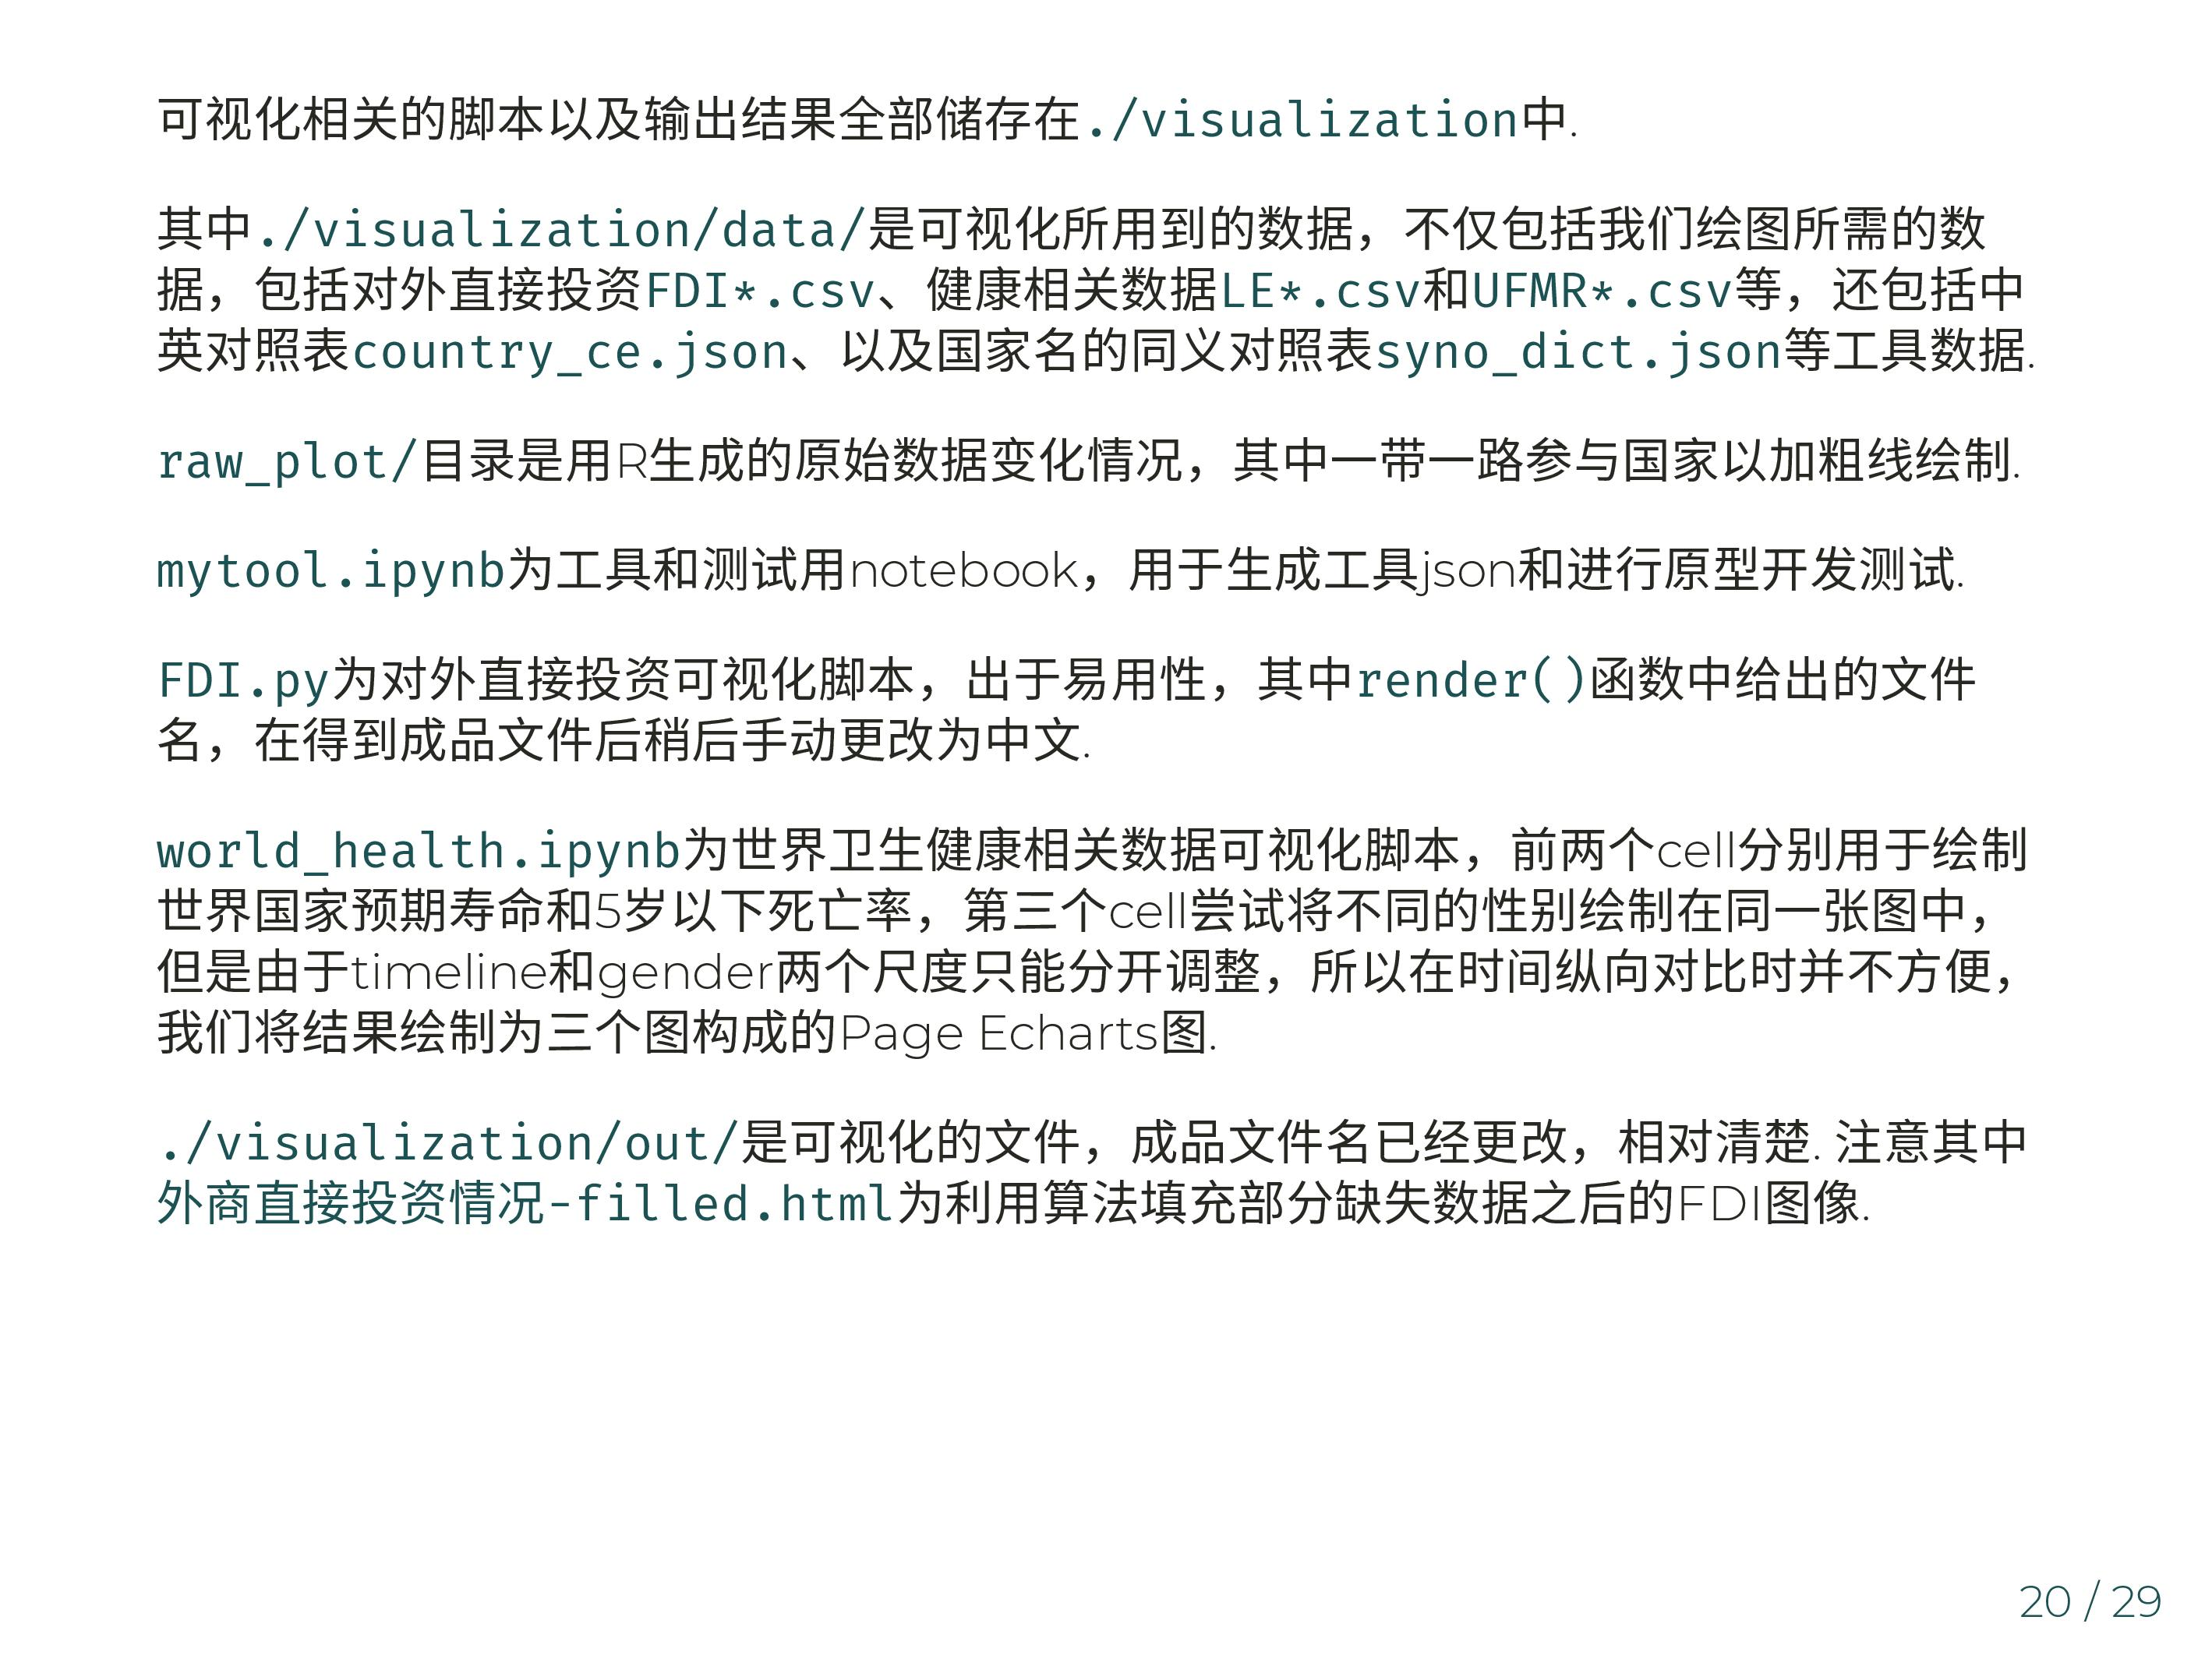 可视化相关的脚本以及输出结果全部储存在./visualization中.
其中./visualization/data/是可视化所用到的数据，不仅包括我们绘图所需的数
据，包括对外直接投资FDI*.csv、健康相关数据LE*.csv和UFMR*.csv等，还包括中
英对照表country_ce.json、以及国家名的同义对照表syno_dict.json等工具数据.
raw_plot/目录是用R生成的原始数据变化情况，其中一带一路参与国家以加粗线绘制.
mytool.ipynb为工具和测试用notebook，用于生成工具json和进行原型开发测试.
FDI.py为对外直接投资可视化脚本，出于易用性，其中render()函数中给出的文件
名，在得到成品文件后稍后手动更改为中文.
world_health.ipynb为世界卫生健康相关数据可视化脚本，前两个cell分别用于绘制
世界国家预期寿命和5岁以下死亡率，第三个cell尝试将不同的性别绘制在同一张图中，
但是由于timeline和gender两个尺度只能分开调整，所以在时间纵向对比时并不方便，
我们将结果绘制为三个图构成的Page Echarts图.
./visualization/out/是可视化的文件，成品文件名已经更改，相对清楚. 注意其中
外商直接投资情况-filled.html为利用算法填充部分缺失数据之后的FDI图像.
20 / 29